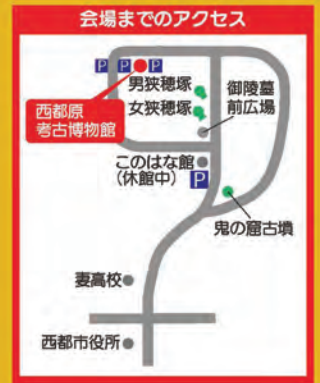 会場までのアクセス
P P P
男狭穂塚
女狭穂塚
御陵墓
前広場
西都原
考古博物館
このはな館
(休館中)
P
鬼の窟古墳
妻高校
西都市役所